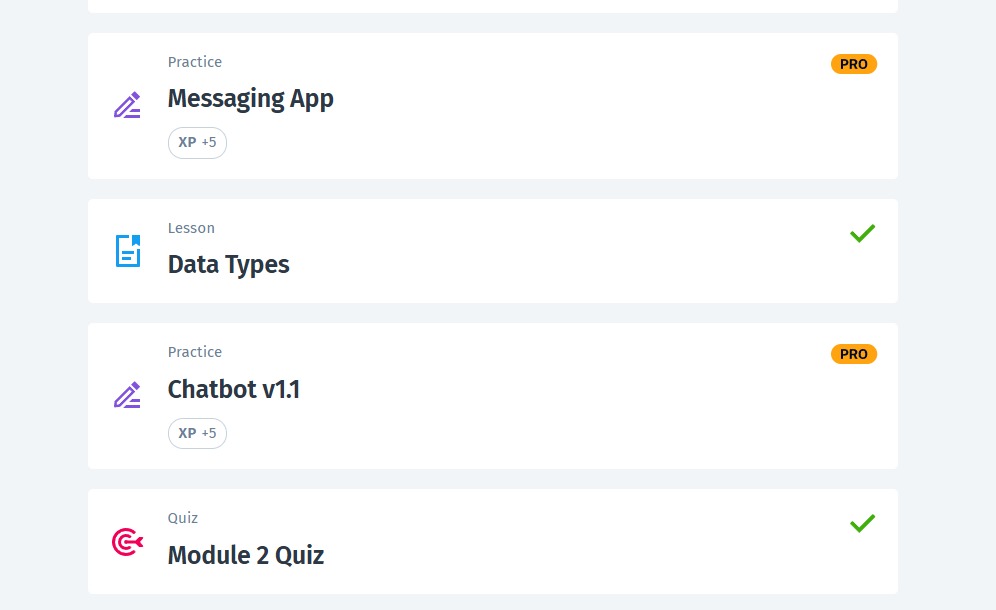 Practice
PRO
Messaging App
XP +5
Lesson
Data Types
Practice
PRO
Chatbot v1.1
XP +5
Quiz
Module 2 Quiz